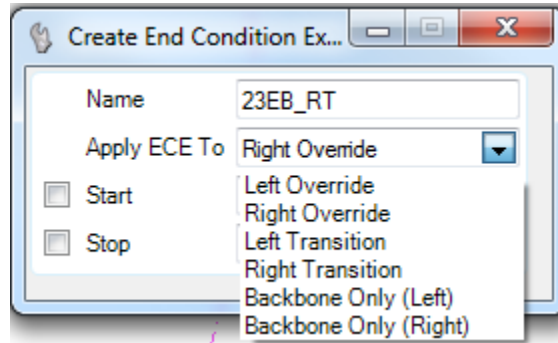 Create End Condition Ex...
Name 23EB_RT
Apply ECE To Right Override
Start
Left Override
Right Override
Stop
Left Transition
Right Transition
Backbone Only (Left)
Backbone Only (Right)